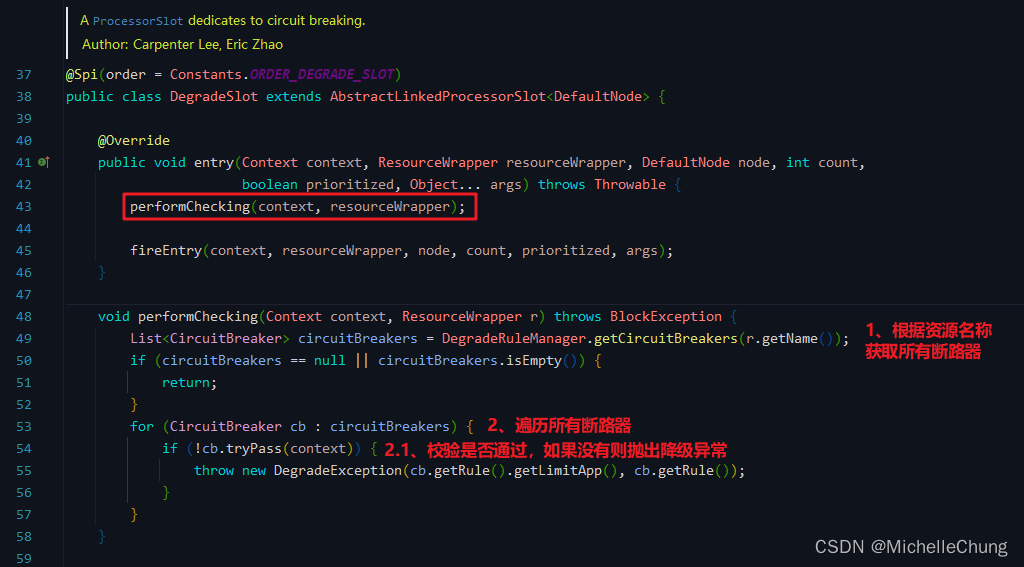 A ProcessorSlot dedicates to circuit breaking.
Author: Carpenter Lee, Eric Zhao
37 @Spi(order = Constants.ORDER_DEGRADE_SLOT)
38 public class DegradeSlot extends AbstractLinkedProcessorSlot<DefaultNode> {
39
40 @Override
41 public void entry(Context context, ResourceWrapper resourceWrapper, DefaultNode node, int count,
42 boolean prioritized, Object... args) throws Throwable {
43 performChecking(context, resourceWrapper);
44
45 fireEntry(context, resourceWrapper, node, count, prioritized, args);
46 }
47
48 void performChecking(Context context, ResourceWrapper r) throws BlockException {
49 List<CircuitBreaker> circuitBreakers = DegradeRuleManager.getCircuitBreakers(r.getName()); 1、根据资源名称
获取所有断路器
50 if (circuitBreakers == null || circuitBreakers.isEmpty()) {
51 return;
52 }
53 for (CircuitBreaker cb : circuitBreakers) { 2、遍历所有断路器
54 if (!cb.tryPass(context)) { 2.1、校验是否通过，如果没有则抛出降级异常
55 throw new DegradeException(cb.getRule().getLimitApp(), cb.getRule());
56 }
57 }
58 }
59
CSDN @MichelleChung